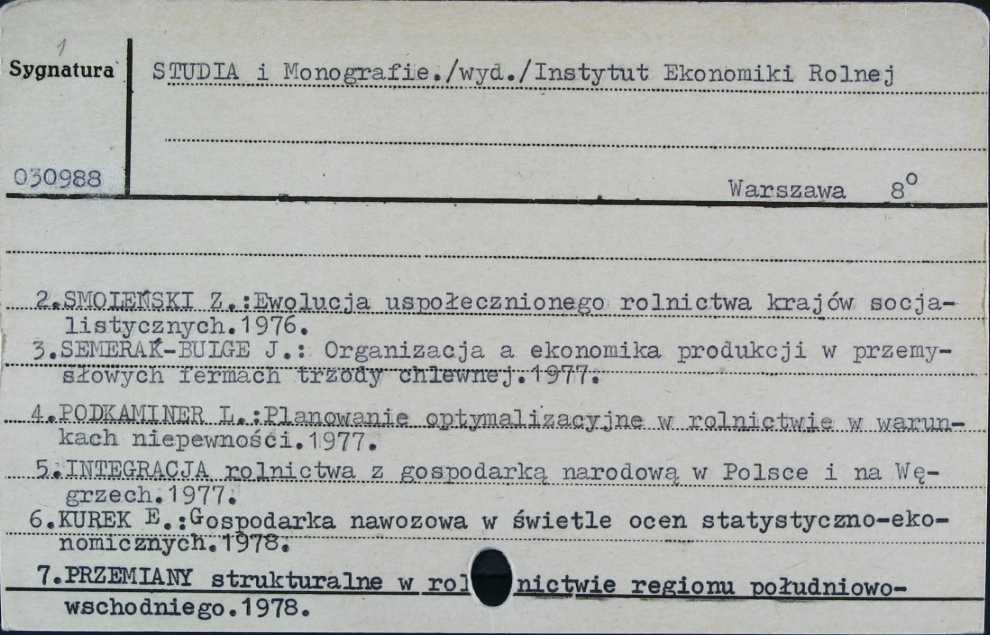 1
Sygnatura
STUDIA i Monografie./wyd./Instytut Ekonomiki Rolnej
030988
Warszawa 8°
2.SMOLEŃSKI Z.:Ewolucja uspołecznionego rolnictwa krajów socja-
listycznych.1976.
3.SEMERAK-BULGE J.: Organizacja a ekonomika produkcji w przemy-
słowych fermach trzody chlewnej.1977.
4.PODKAMINER L.:Planowanie optymalizacyjne w rolnictwie w warun-
kach niepewności.1977.
5.INTEGRACJA rolnictwa z gospodarką narodową w Polsce i na Wę-
grzech.1977.
6.KUREK E.:Gospodarka nawozowa w świetle ocen statystyczno-eko-
nomicznych.1978.
7.PRZEMIANY strukturalne w rolnictwie regionu południowo-
wschodniego.1978.